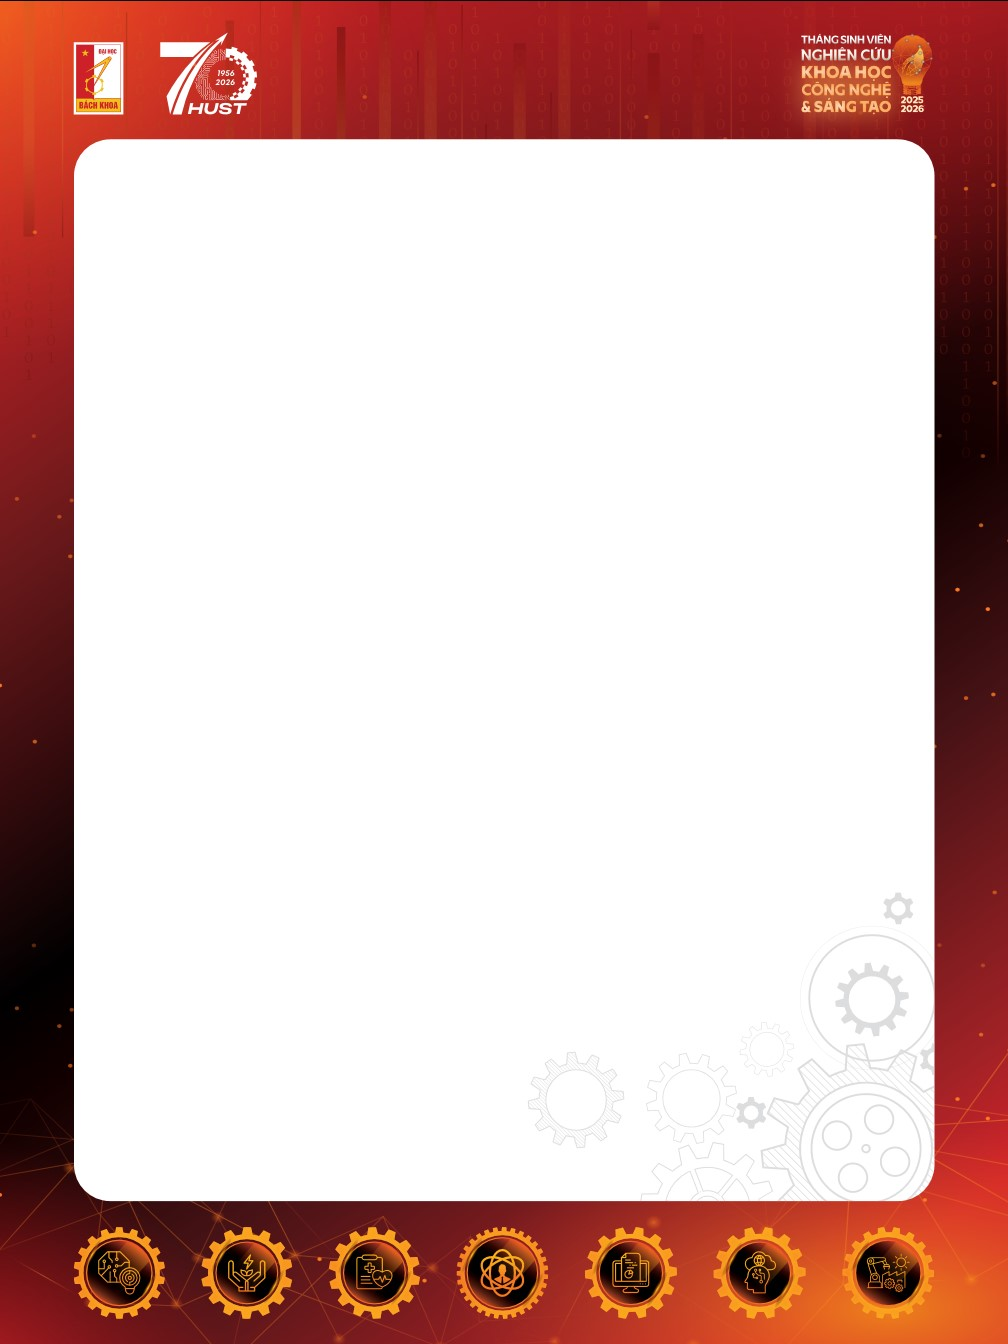 ĐẠI HỌC
BÁCH KHOA
70
1956
2026
HUST
THÁNG SINH VIÊN
NGHIÊN CỨU
KHOA HỌC
CÔNG NGHỆ
& SÁNG TẠO
2025
2026